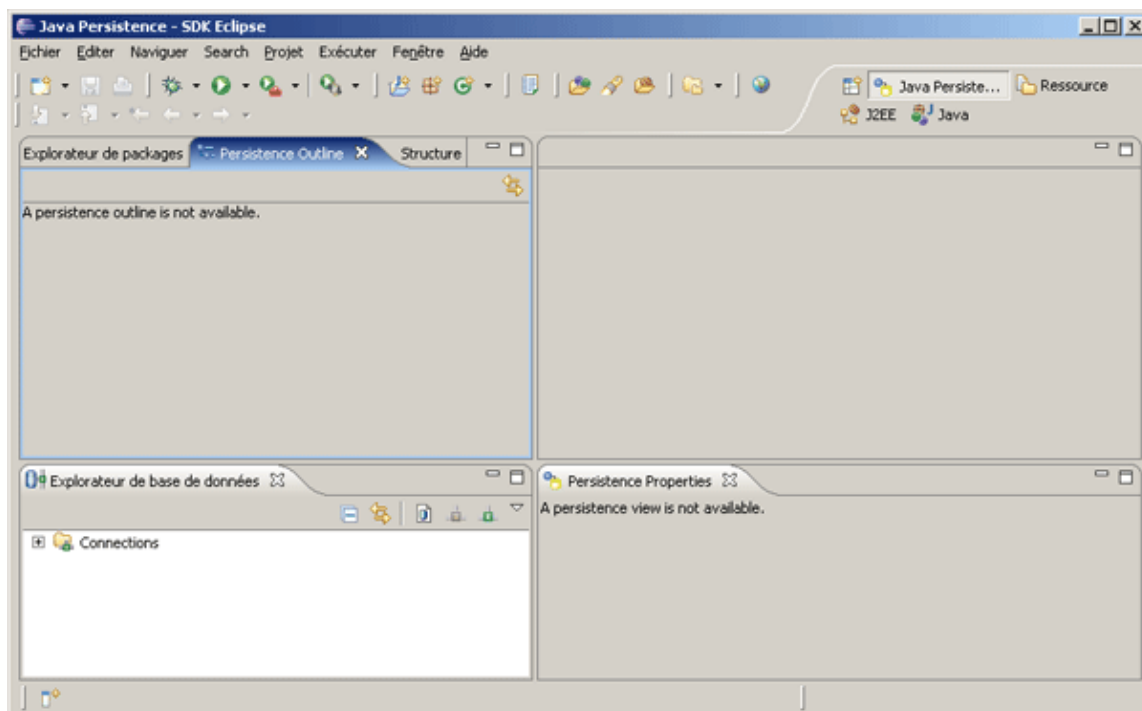 Java Persistence - SDK Eclipse
Fichier Editer Naviguer Search Projet Exécuter Fenêtre Aide
Java Persiste... Ressource
J2EE Java
Explorateur de packages Persistence Outline Structure
A persistence outline is not available.
Explorateur de base de données
Connections
Persistence Properties
A persistence view is not available.